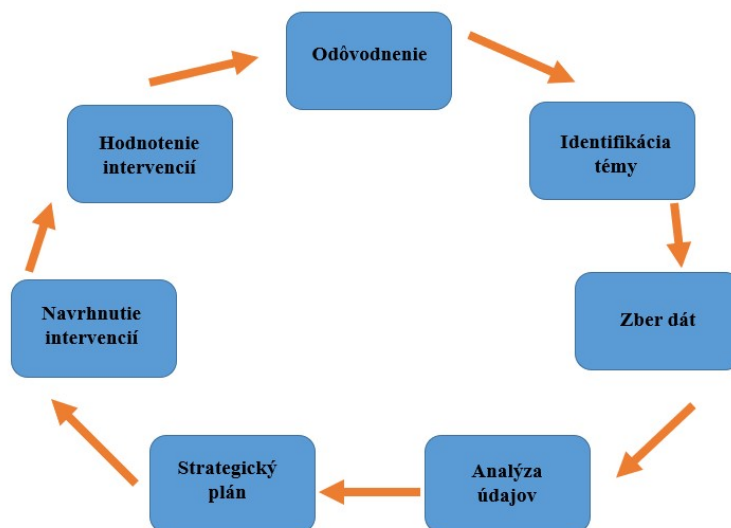 Odôvodnenie
Identifikácia
témy
Zber dát
Analýza
údajov
Strategický
plán
Navrhnutie
intervencií
Hodnotenie
intervencií